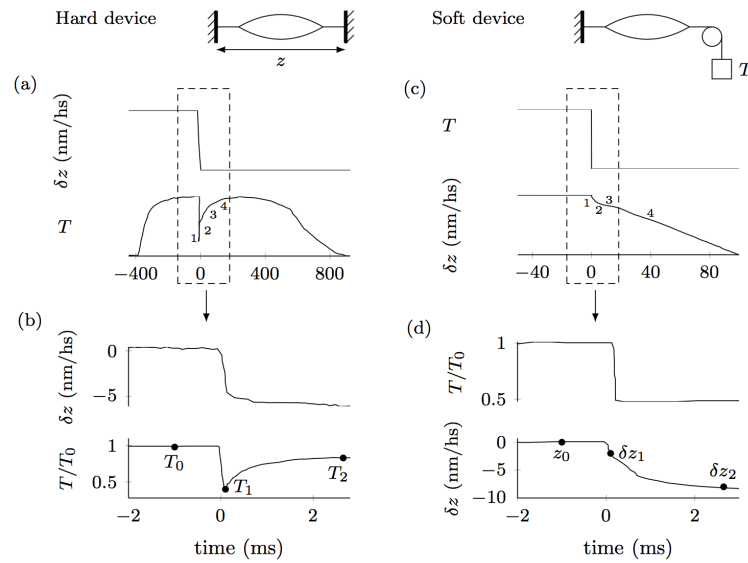 Hard device
z
Soft device
T
(a)
δz (nm/hs)
T
1
2
3
4
−400
0
400
800
(c)
T
δz (nm/hs)
1
2
3
4
−40
0
40
80
(b)
δz (nm/hs)
0
−5
T/T₀
1
0.5
T₀
T₁
T₂
−2
0
2
time (ms)
(d)
T/T₀
1
0.5
δz (nm/hs)
0
−5
−10
z₀
δz₁
δz₂
−2
0
2
time (ms)